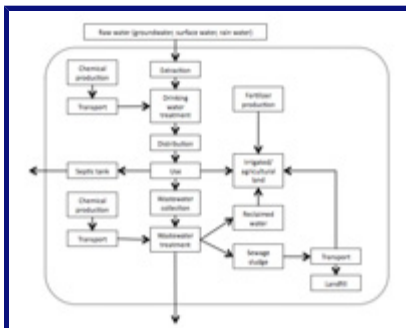 Raw water (groundwater, surface water, rain water)
Chemical
production
Extraction
Transport
Drinking
water
treatment
Fertilizer
production
Distribution
Septic tank
Use
Irrigated/
agricultural
land
Chemical
production
Wastewater
collection
Reclaimed
water
Transport
Wastewater
treatment
Sewage
sludge
Transport
Landfill